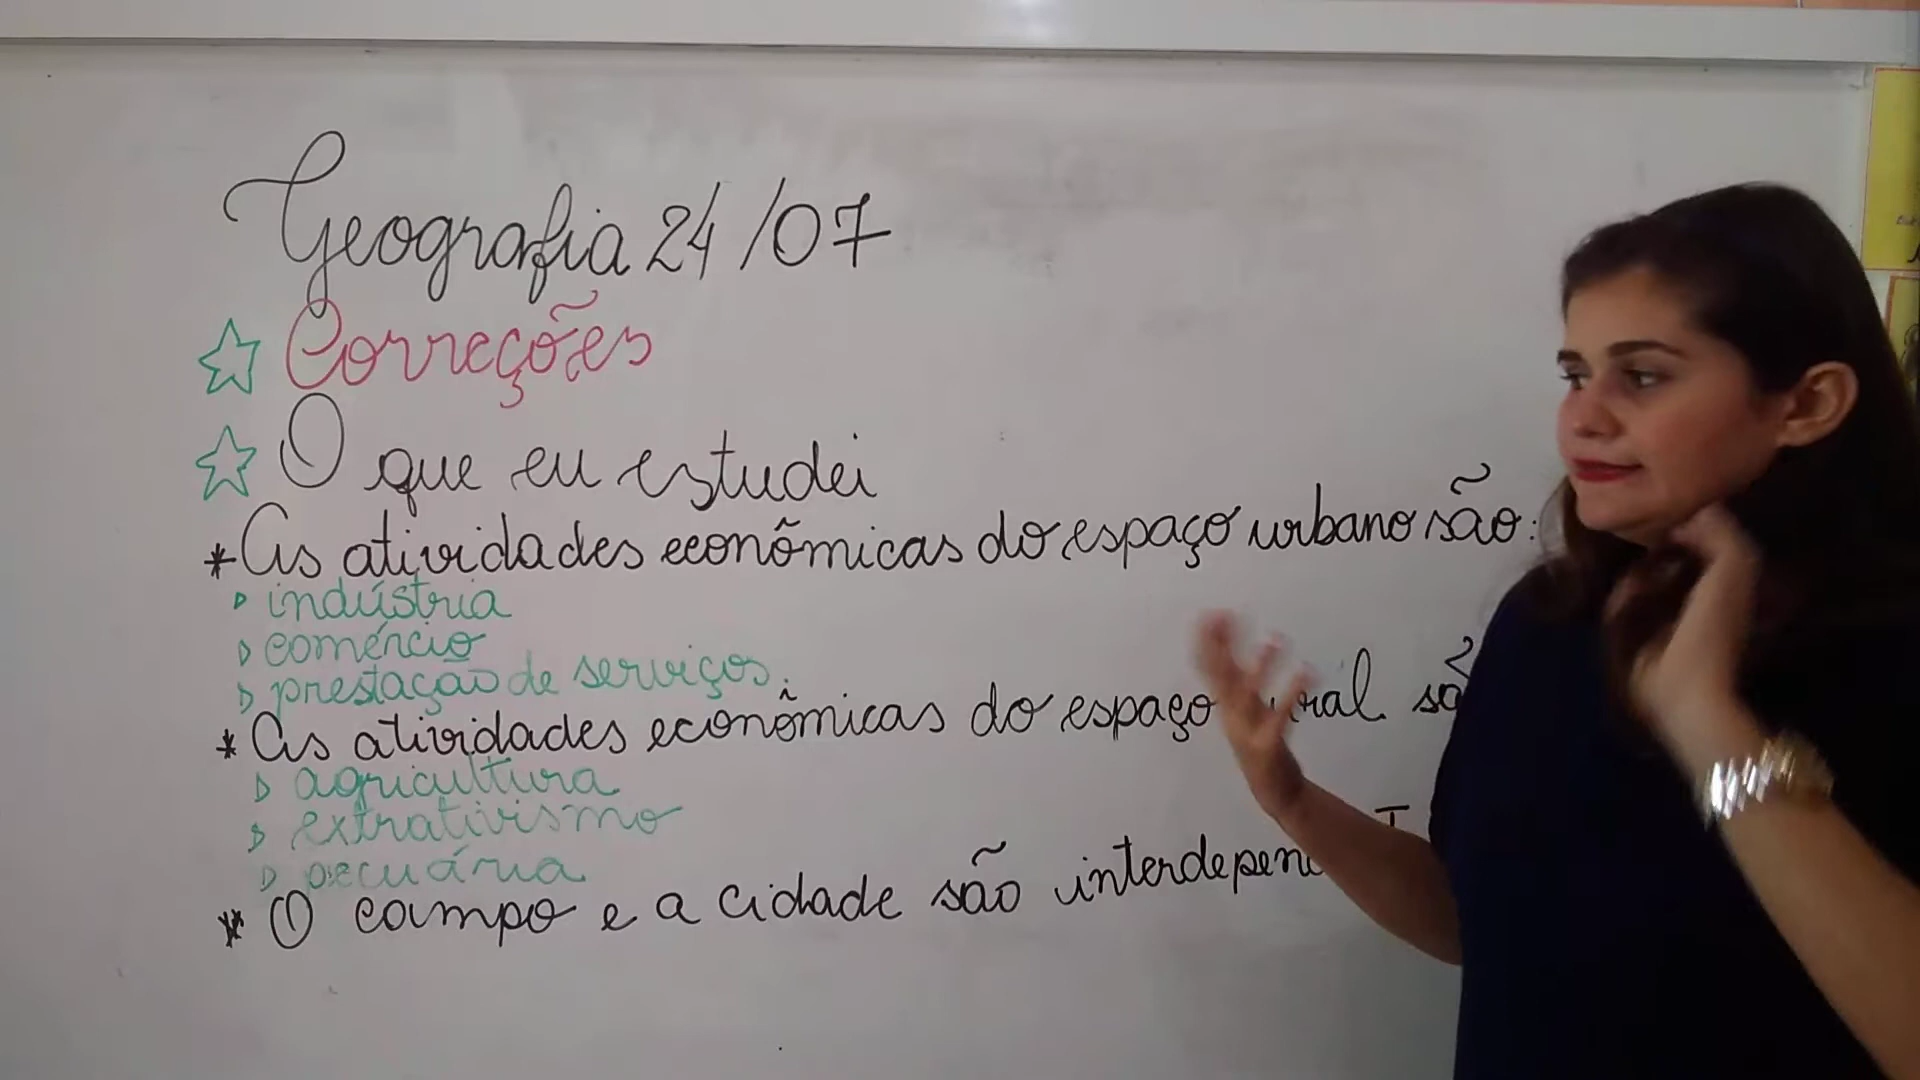 Geografia 24/07
☆ Correções
☆ O que eu estudei
* As atividades econômicas do espaço urbano são:
▹ indústria
▹ comércio
▹ prestação de serviços.
* As atividades econômicas do espaço
▹ agricultura
▹ extrativismo
▹ pecuária
* O campo e a cidade são